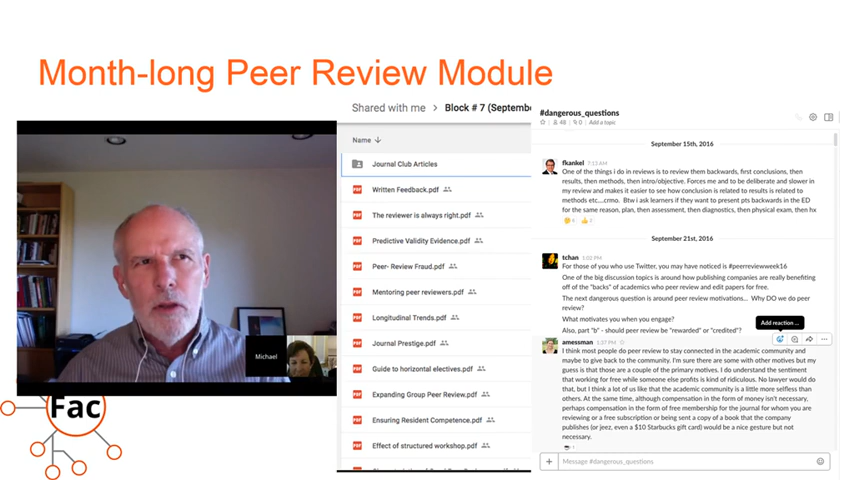 Month-long Peer Review Module
Michael
Fac
Shared with me > Block # 7 (Septembe
Name
Journal Club Articles
Written Feedback.pdf
The reviewer is always right.pdf
Predictive Validity Evidence.pdf
Peer- Review Fraud.pdf
Mentoring peer reviewers.pdf
Longitudinal Trends.pdf
Journal Prestige.pdf
Guide to horizontal electives.pdf
Expanding Group Peer Review.pdf
Ensuring Resident Competence.pdf
Effect of structured workshop.pdf
#dangerous_questions
48 0 Add a topic
September 15th, 2016
fkankel 7:13 AM
One of the things i do in reviews is to review them backwards, first conclusions, then
results, then methods, then intro/objective. Forces me and to be deliberate and slower in
my review and makes it easier to see how conclusion is related to results is related to
methods etc....crmo. Btw i ask learners if they want to present pts backwards in the ED
for the same reason, plan, then assessment, then diagnostics, then physical exam, then hx
September 21st, 2016
tchan 1:02 PM
For those of you who use Twitter, you may have noticed is #peerreviewweek16
One of the big discussion topics is around how publishing companies are really benefiting
off of the "backs" of academics who peer review and edit papers for free.
The next dangerous question is around peer review motivations... Why DO we do peer
review?
What motivates you when you engage?
Also, part "b" - should peer review be "rewarded" or "credited"?
Add reaction ...
amessman 1:37 PM
I think most people do peer review to stay connected in the academic community and
maybe to give back to the community. I'm sure there are some with other motives but my
guess is that those are a couple of the primary motives. I do understand the sentiment
that working for free while someone else profits is kind of ridiculous. No lawyer would do
that, but I think a lot of us like that the academic community is a little more selfless than
others. At the same time, although compensation in the form of money isn't necessary,
perhaps compensation in the form of free membership for the journal for whom you are
reviewing or a free subscription or being sent a copy of a book that the company
publishes (or jeez, even a $10 Starbucks gift card) would be a nice gesture but not
necessary.
Message #dangerous_questions